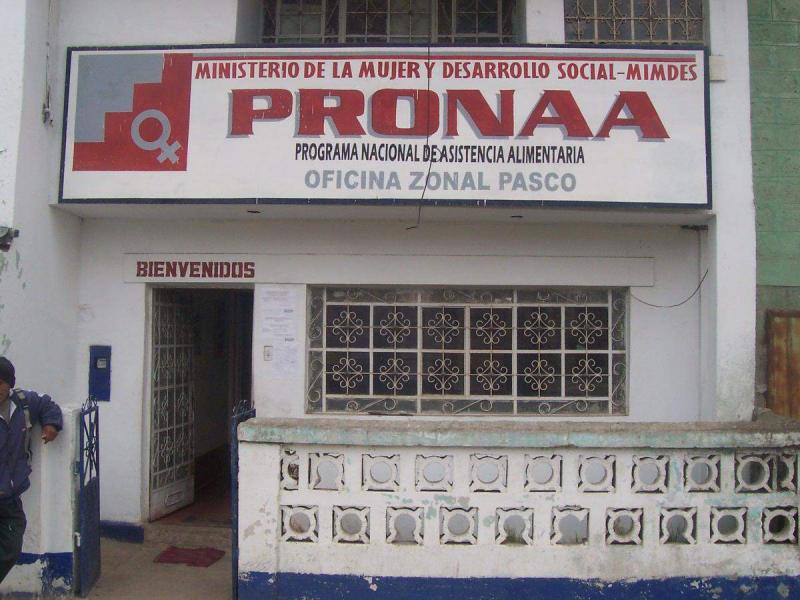 MINISTERIO DE LA MUJER Y DESARROLLO SOCIAL-MIMDES
PRONAA
PROGRAMA NACIONAL DE ASISTENCIA ALIMENTARIA
OFICINA ZONAL PASCO
BIENVENIDOS